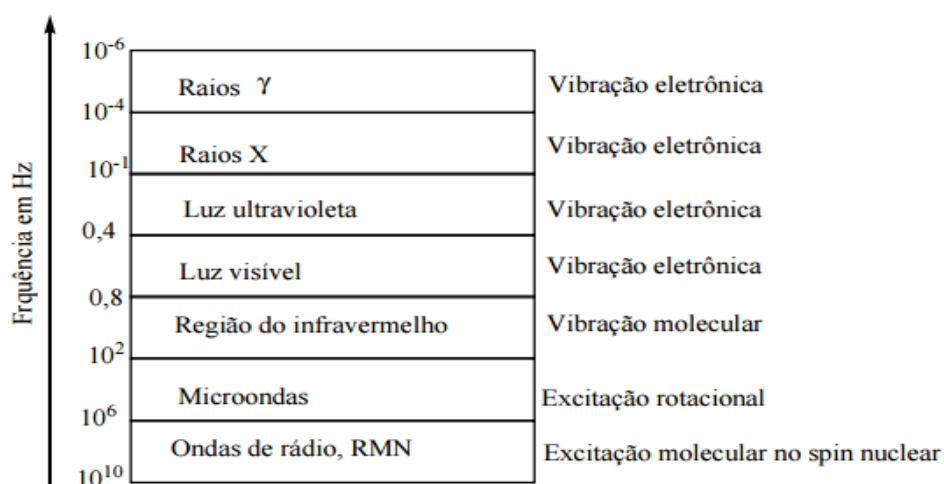 Frquência em Hz
10⁻⁶
Raios γ Vibração eletrônica
10⁻⁴
Raios X Vibração eletrônica
10⁻¹
Luz ultravioleta Vibração eletrônica
0,4
Luz visível Vibração eletrônica
0,8
Região do infravermelho Vibração molecular
10²
Microondas Excitação rotacional
10⁶
Ondas de rádio, RMN Excitação molecular no spin nuclear
10¹⁰